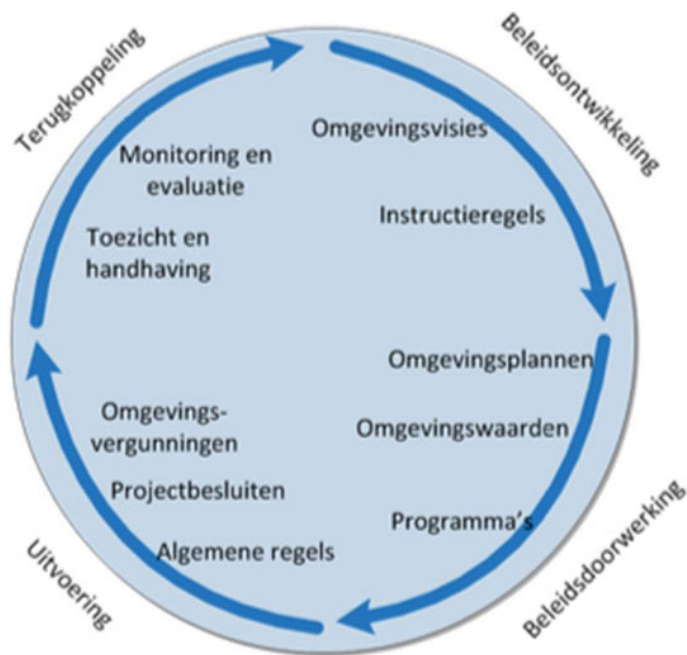 Beleidsontwikkeling
Omgevingsvisies
Instructieregels
Beleidsdoorwerking
Omgevingsplannen
Omgevingswaarden
Programma's
Uitvoering
Omgevings-
vergunningen
Projectbesluiten
Algemene regels
Terugkoppeling
Monitoring en
evaluatie
Toezicht en
handhaving